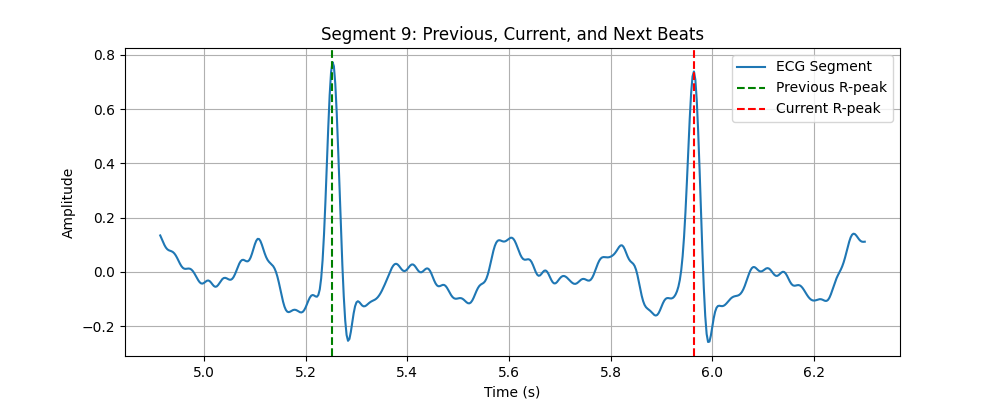 Segment 9: Previous, Current, and Next Beats
ECG Segment
Previous R-peak
Current R-peak
Amplitude
0.8
0.6
0.4
0.2
0.0
−0.2
5.0 5.2 5.4 5.6 5.8 6.0 6.2
Time (s)